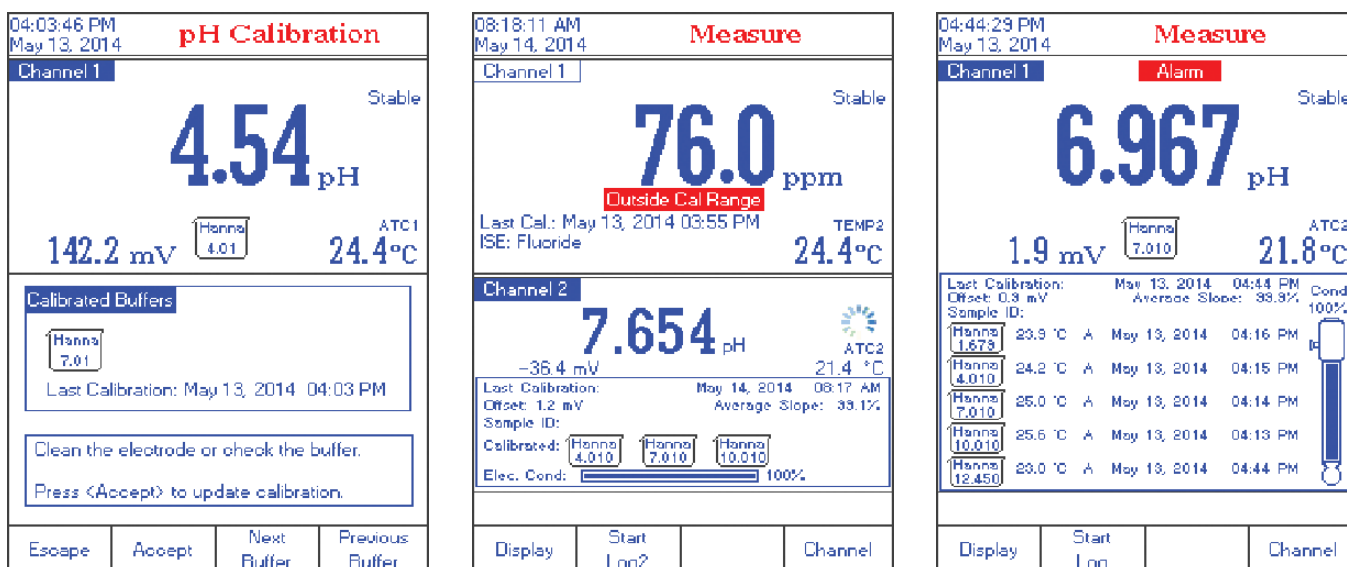 04:03:46 PM
May 13, 2014
pH Calibration
Channel 1
Stable
4.54 pH
142.2 mV
Hanna
4.01
ATC1
24.4°C
Calibrated Buffers
Hanna
7.01
Last Calibration: May 13, 2014 04:03 PM
Clean the electrode or check the buffer.
Press <Accept> to update calibration.
Escape
Accept
Next
Buffer
Previous
Buffer
08:18:11 AM
May 14, 2014
Measure
Channel 1
Stable
76.0 ppm
Outside Cal Range
Last Cal.: May 13, 2014 03:55 PM
ISE: Fluoride
TEMP2
24.4°C
Channel 2
7.654 pH
-36.4 mV
ATC2
21.4 °C
Last Calibration: May 14, 2014 08:17 AM
Offset: 1.2 mV Average Slope: 99.1%
Sample ID:
Calibrated:
Hanna
4.010
Hanna
7.010
Hanna
10.010
Elec. Cond: 100%
Display
Start
Log2
Channel
04:44:29 PM
May 13, 2014
Measure
Channel 1
Alarm
Stable
6.967 pH
1.9 mV
Hanna
7.010
ATC2
21.8°C
Last Calibration: May 13, 2014 04:44 PM
Offset: 0.9 mV Average Slope: 99.9%
Sample ID:
Cond
100%
Hanna
1.679
23.9 °C A May 13, 2014 04:16 PM
Hanna
4.010
24.2 °C A May 13, 2014 04:15 PM
Hanna
7.010
25.0 °C A May 13, 2014 04:14 PM
Hanna
10.010
25.6 °C A May 13, 2014 04:13 PM
Hanna
12.450
23.0 °C A May 13, 2014 04:44 PM
Display
Start
Log
Channel